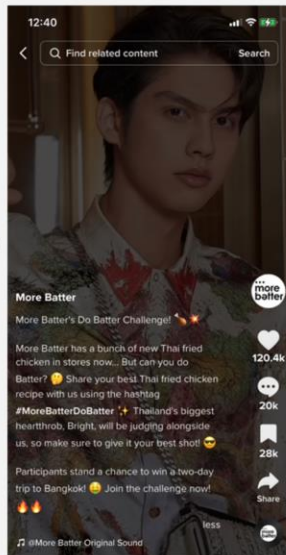 12:40
Find related content
Search
more
batter
More Batter
More Batter's Do Batter Challenge! 🍗💥
120.4k
More Batter has a bunch of new Thai fried
chicken in stores now... But can you do
Batter? 🤔 Share your best Thai fried chicken
recipe with us using the hashtag
#MoreBatterDoBatter ✨ Thailand's biggest
heartthrob, Bright, will be judging alongside
us, so make sure to give it your best shot! 😎
20k
28k
Participants stand a chance to win a two-day
trip to Bangkok! 😆 Join the challenge now!
🔥🔥
Share
less
@More Batter Original Sound
more
batter